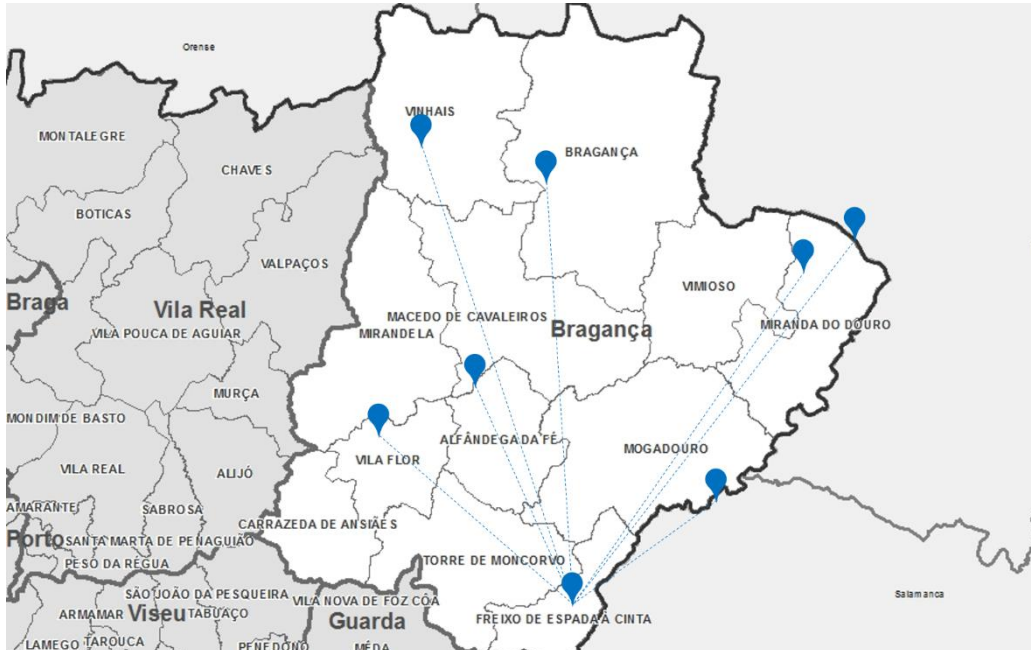 Orense
VINHAIS
MONTALEGRE
BRAGANÇA
CHAVES
BOTICAS
VALPAÇOS
VIMIOSO
Braga
Vila Real
MACEDO DE CAVALEIROS
MIRANDELA
Bragança
MIRANDA DO DOURO
VILA POUCA DE AGUIAR
MURÇA
MONDIM DE BASTO
ALFÂNDEGA DA FÉ
MOGADOURO
VILA FLOR
VILA REAL
ALIJÓ
AMARANTE
SABROSA
CARRAZEDA DE ANSIÃES
Porto
SANTA MARTA DE PENAGUIÃO
TORRE DE MONCORVO
PESO DA RÉGUA
SÃO JOÃO DA PESQUEIRA
Salamanca
VILA NOVA DE FOZ CÔA
ARMAMAR
Viseu
TABUAÇO
Guarda
FREIXO DE ESPADA À CINTA
LAMEGO
TAROUCA
PENEDONO
MÊDA